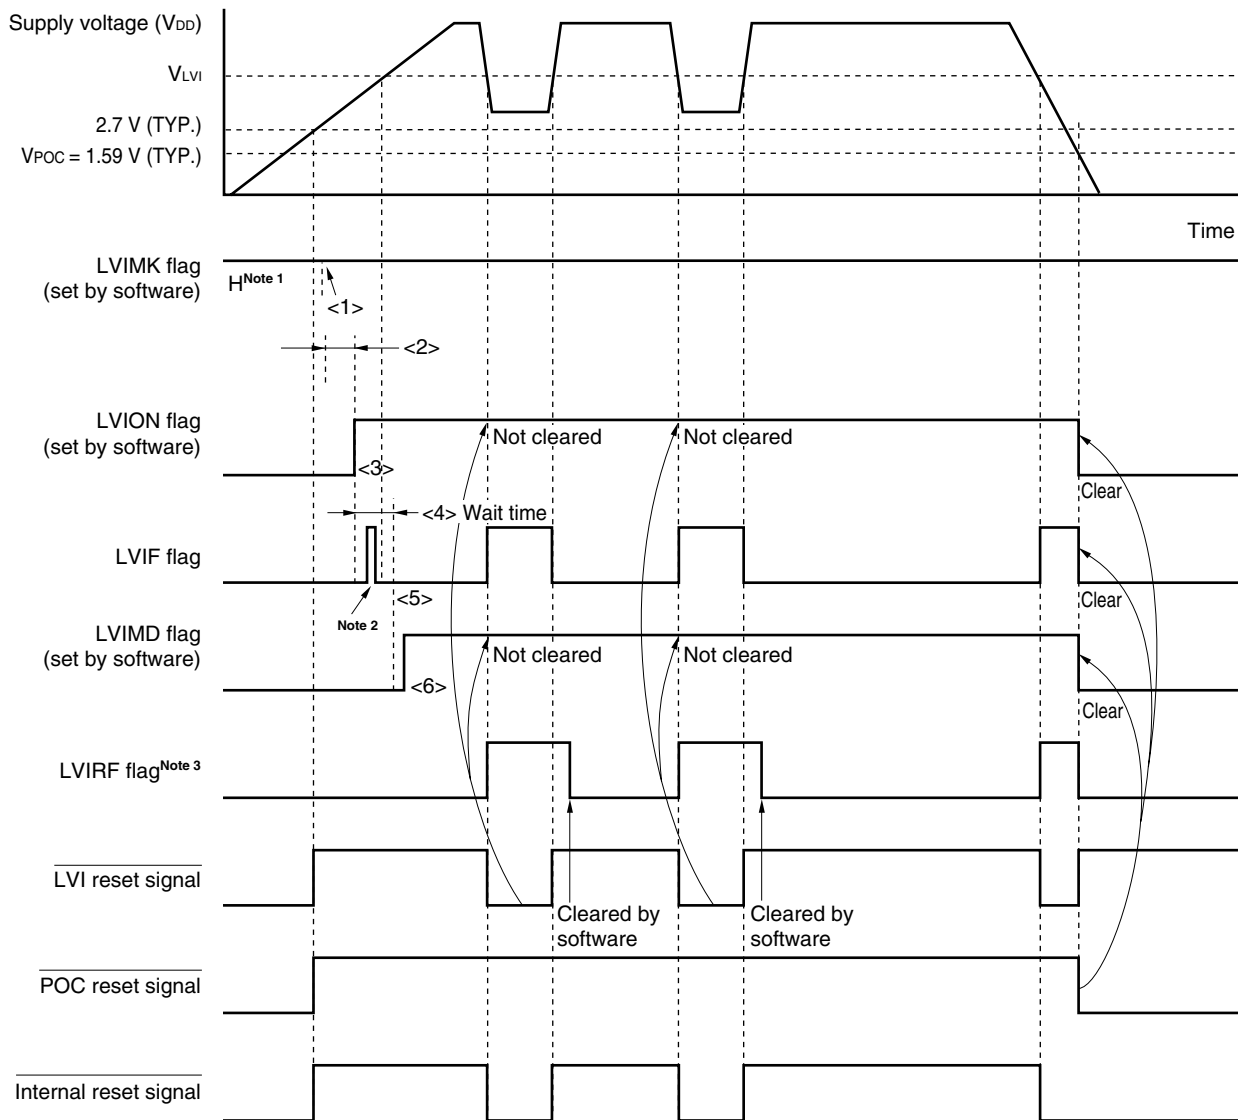 Supply voltage (VDD)
VLVI
2.7 V (TYP.)
VPOC = 1.59 V (TYP.)
Time
LVIMK flag
(set by software)
H Note 1
<1>
<2>
LVION flag
(set by software)
Not cleared
Not cleared
<3>
Clear
<4> Wait time
LVIF flag
<5>
Clear
Note 2
LVIMD flag
(set by software)
Not cleared
Not cleared
<6>
Clear
LVIRF flag Note 3
LVI reset signal
Cleared by
software
Cleared by
software
POC reset signal
Internal reset signal